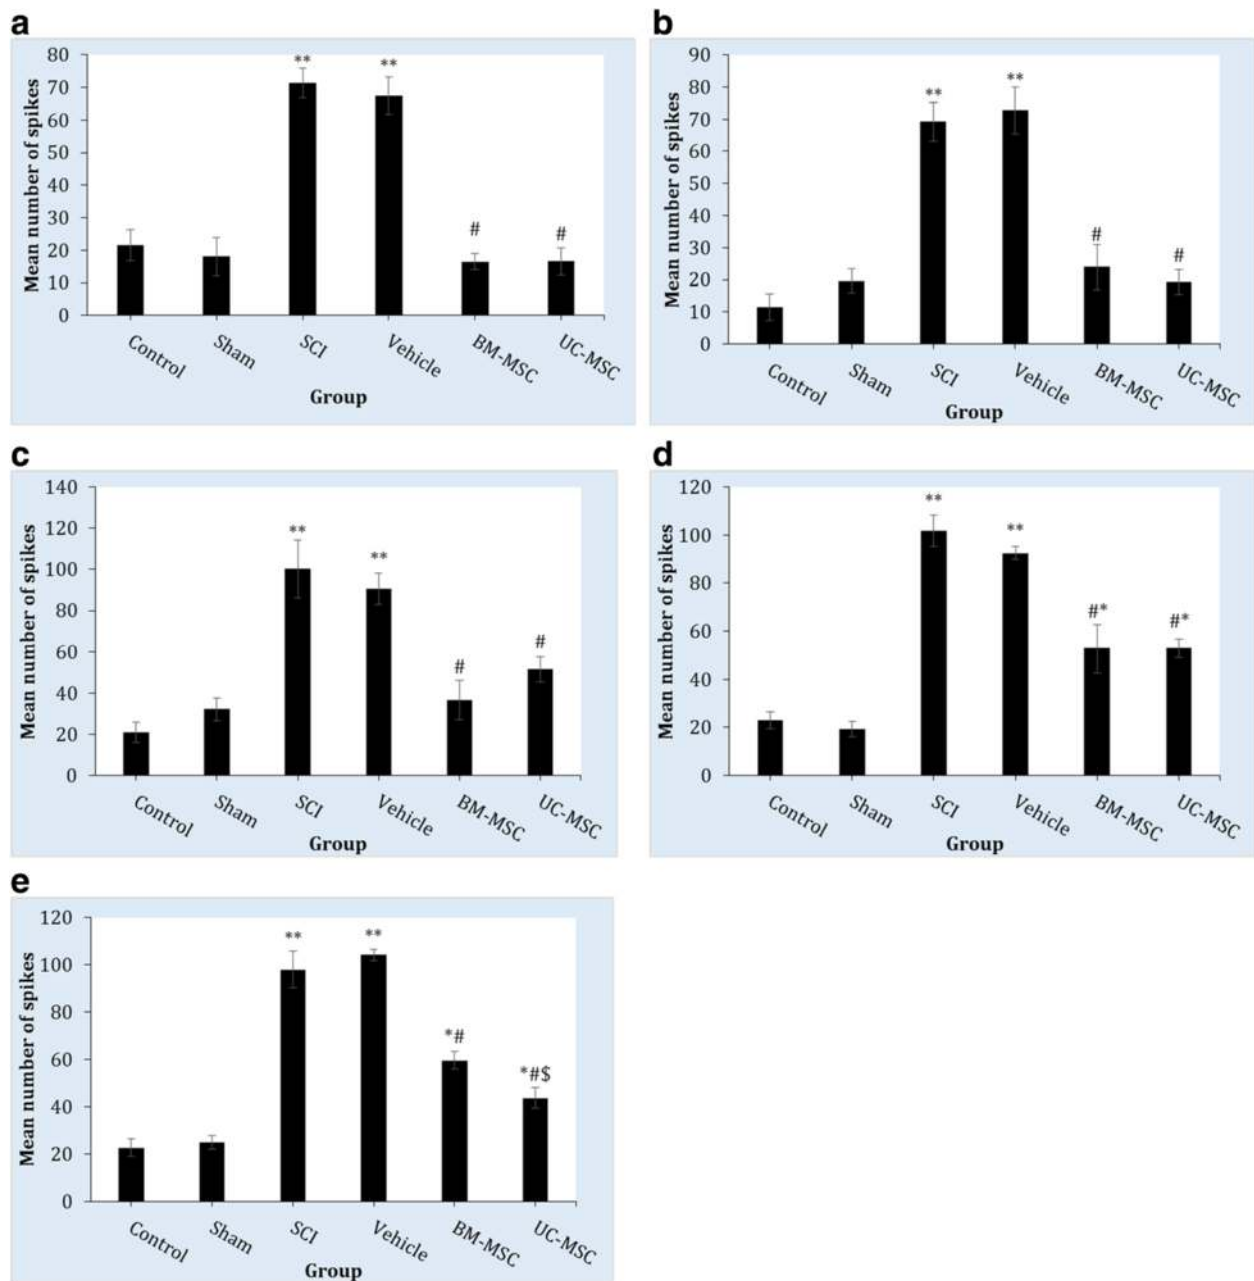 a
Mean number of spikes
80
70
60
50
40
30
20
10
0
** **
# #
Control Sham SCI Vehicle BM-MSC UC-MSC
Group
b
Mean number of spikes
90
80
70
60
50
40
30
20
10
0
** **
# #
Control Sham SCI Vehicle BM-MSC UC-MSC
Group
c
Mean number of spikes
140
120
100
80
60
40
20
0
** **
# #
Control Sham SCI Vehicle BM-MSC UC-MSC
Group
d
Mean number of spikes
120
100
80
60
40
20
0
** **
#* #*
Control Sham SCI Vehicle BM-MSC UC-MSC
Group
e
Mean number of spikes
120
100
80
60
40
20
0
** **
*# *#$
Control Sham SCI Vehicle BM-MSC UC-MSC
Group